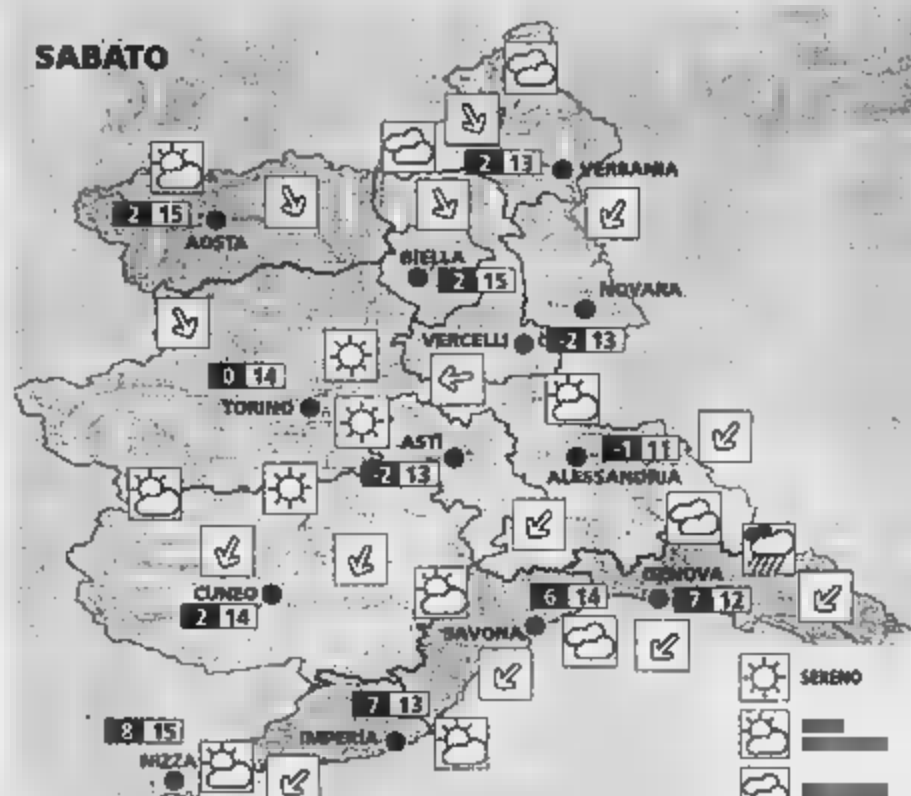 SABATO
2 13
VERBANIA
2 15
AOSTA
BIELLA
2 15
NOVARA
VERCELLI
-2 13
0 14
TORINO
ASTI
-1 11
-2 13
ALESSANDRIA
GENOVA
CUNEO
6 14
7 12
2 14
SAVONA
SERENO
7 13
8 15
IMPERIA
NIZZA